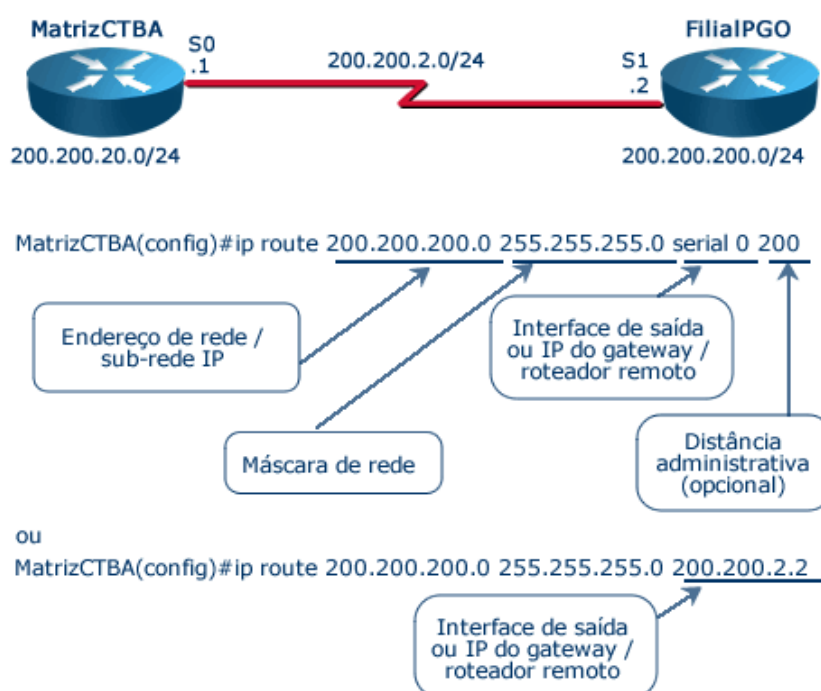 MatrizCTBA
FilialPGO
S0
.1
200.200.2.0/24
S1
.2
200.200.20.0/24
200.200.200.0/24
MatrizCTBA(config)#ip route 200.200.200.0 255.255.255.0 serial 0 200
Endereço de rede /
sub-rede IP
Interface de saída
ou IP do gateway /
roteador remoto
Máscara de rede
Distância
administrativa
(opcional)
ou
MatrizCTBA(config)#ip route 200.200.200.0 255.255.255.0 200.200.2.2
Interface de saída
ou IP do gateway /
roteador remoto